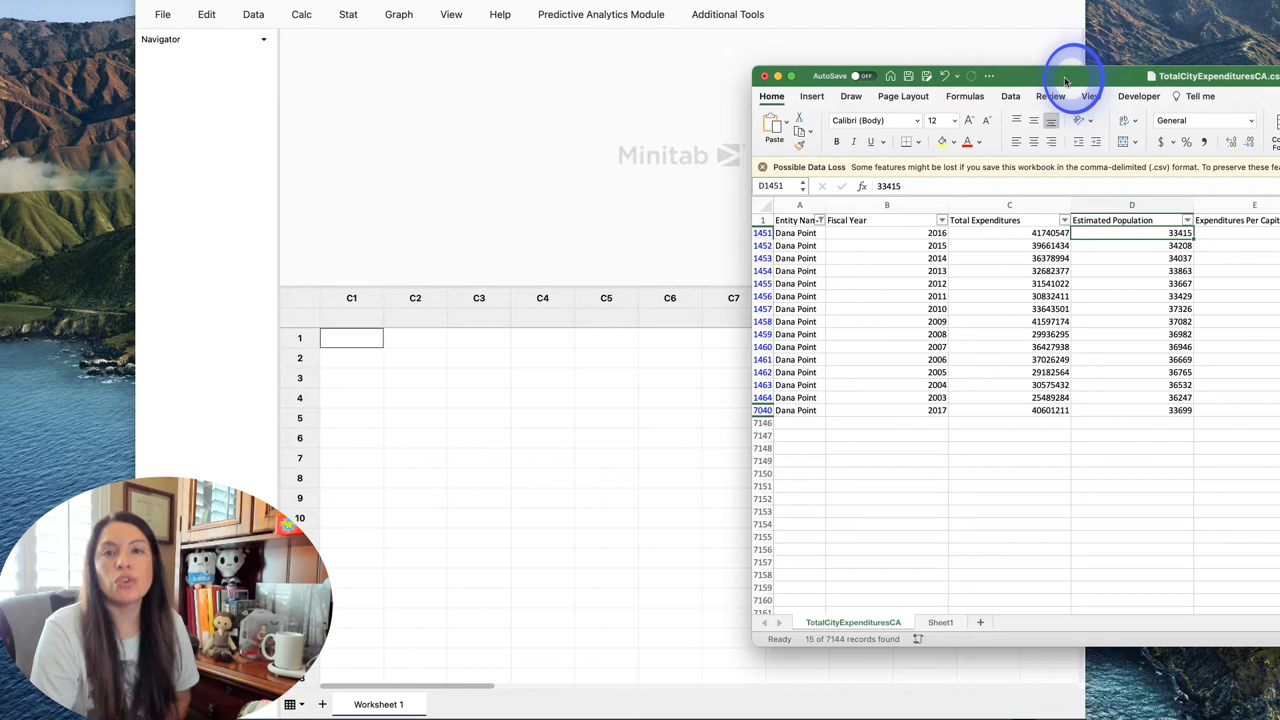 File Edit Data Calc Stat Graph View Help Predictive Analytics Module Additional Tools
Navigator
Minitab
C1 C2 C3 C4 C5 C6 C7
1
2
3
4
5
6
7
8
9
10
Worksheet 1
AutoSave OFF TotalCityExpendituresCA.cs
Home Insert Draw Page Layout Formulas Data Review View Developer Tell me
Paste Calibri (Body) 12 General
B I U $ % 
Possible Data Loss Some features might be lost if you save this workbook in the comma-delimited (.csv) format. To preserve these fea
D1451 fx 33415
A B C D E
1 Entity Nam Fiscal Year Total Expenditures Estimated Population Expenditures Per Capit
1451 Dana Point 2016 41740547 33415
1452 Dana Point 2015 39661434 34208
1453 Dana Point 2014 36378994 34037
1454 Dana Point 2013 32682377 33863
1455 Dana Point 2012 31541022 33667
1456 Dana Point 2011 30832411 33429
1457 Dana Point 2010 33643501 37326
1458 Dana Point 2009 41597174 37082
1459 Dana Point 2008 29936295 36982
1460 Dana Point 2007 36427938 36946
1461 Dana Point 2006 37026249 36669
1462 Dana Point 2005 29182564 36765
1463 Dana Point 2004 30575432 36532
1464 Dana Point 2003 25489284 36247
7040 Dana Point 2017 40601211 33699
7146
7147
7148
7149
7150
7151
7152
7153
7154
7155
7156
7157
7158
7159
7160
7161
TotalCityExpendituresCA Sheet1
Ready 15 of 7144 records found